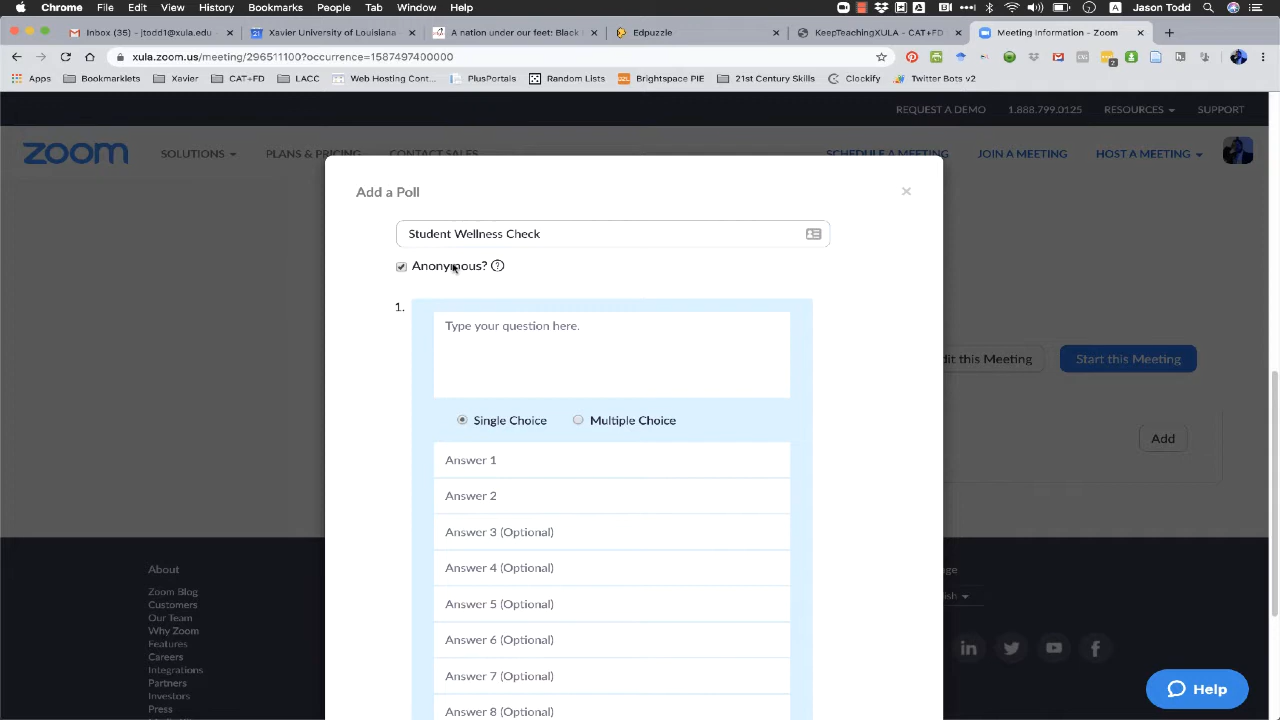 Chrome File Edit View History Bookmarks People Tab Window Help
Inbox (35) - jtodd1@xula.edu
Xavier University of Louisiana
A nation under our feet: Black
Edpuzzle
KeepTeachingXULA - CAT+FD
Meeting Information - Zoom
xula.zoom.us/meeting/296511100?occurrence=1587497400000
Apps Bookmarklets Xavier CAT+FD Web Hosting PlusPortals Random Lists Brightspace PIE 21st Century Skills Clockify Twitter Bots v2
REQUEST A DEMO 1.888.799.0125 RESOURCES SUPPORT
zoom SOLUTIONS PLANS & PRICING CONTACT SALES SCHEDULE A MEETING JOIN A MEETING HOST A MEETING
Add a Poll
Student Wellness Check
Anonymous?
1.
Type your question here.
dit this Meeting
Start this Meeting
Single Choice Multiple Choice
Add
Answer 1
Answer 2
Answer 3 (Optional)
Answer 4 (Optional)
Answer 5 (Optional)
Answer 6 (Optional)
Answer 7 (Optional)
Answer 8 (Optional)
About
Zoom Blog
Customers
Our Team
Why Zoom
Features
Careers
Integrations
Partners
Investors
Press
age
ish
Help